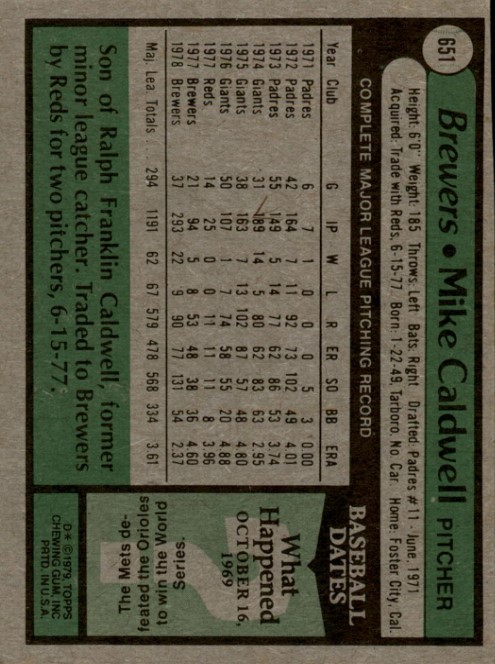 651
Brewers • Mike Caldwell PITCHER
Height: 6'0" Weight: 185 Throws: Left Bats: Right Drafted: Padres #11-June, 1971
Acquired: Trade with Reds, 6-15-77 Born: 1-22-49, Tarboro, No. Car. Home: Foster City, Cal.
COMPLETE MAJOR LEAGUE PITCHING RECORD
Year Club G IP W L R ER SO BB ERA
1971 Padres 6 7 1 0 0 0 5 3 0.00
1972 Padres 42 164 7 11 92 73 102 49 4.01
1973 Padres 55 149 5 14 77 62 86 53 3.74
1974 Giants 31 189 14 5 80 62 83 63 2.95
1975 Giants 38 163 7 13 102 87 57 48 4.80
1976 Giants 50 107 1 7 74 58 55 20 4.88
1977 Reds 14 25 0 0 11 11 11 8 3.96
1977 Brewers 21 94 5 8 53 48 38 36 4.60
1978 Brewers 37 293 22 9 90 77 131 54 2.37
Maj. Lea. Totals 294 1191 62 67 579 478 568 334 3.61
Son of Ralph Franklin Caldwell, former
minor league catcher. Traded to Brewers
by Reds for two pitchers, 6-15-77.
BASEBALL
DATES
What
Happened
OCTOBER 16,
1969
The Mets de-
feated the Orioles
to win the World
Series.
D* © 1979, TOPPS
CHEWING GUM, INC
PRTD. IN U.S.A.